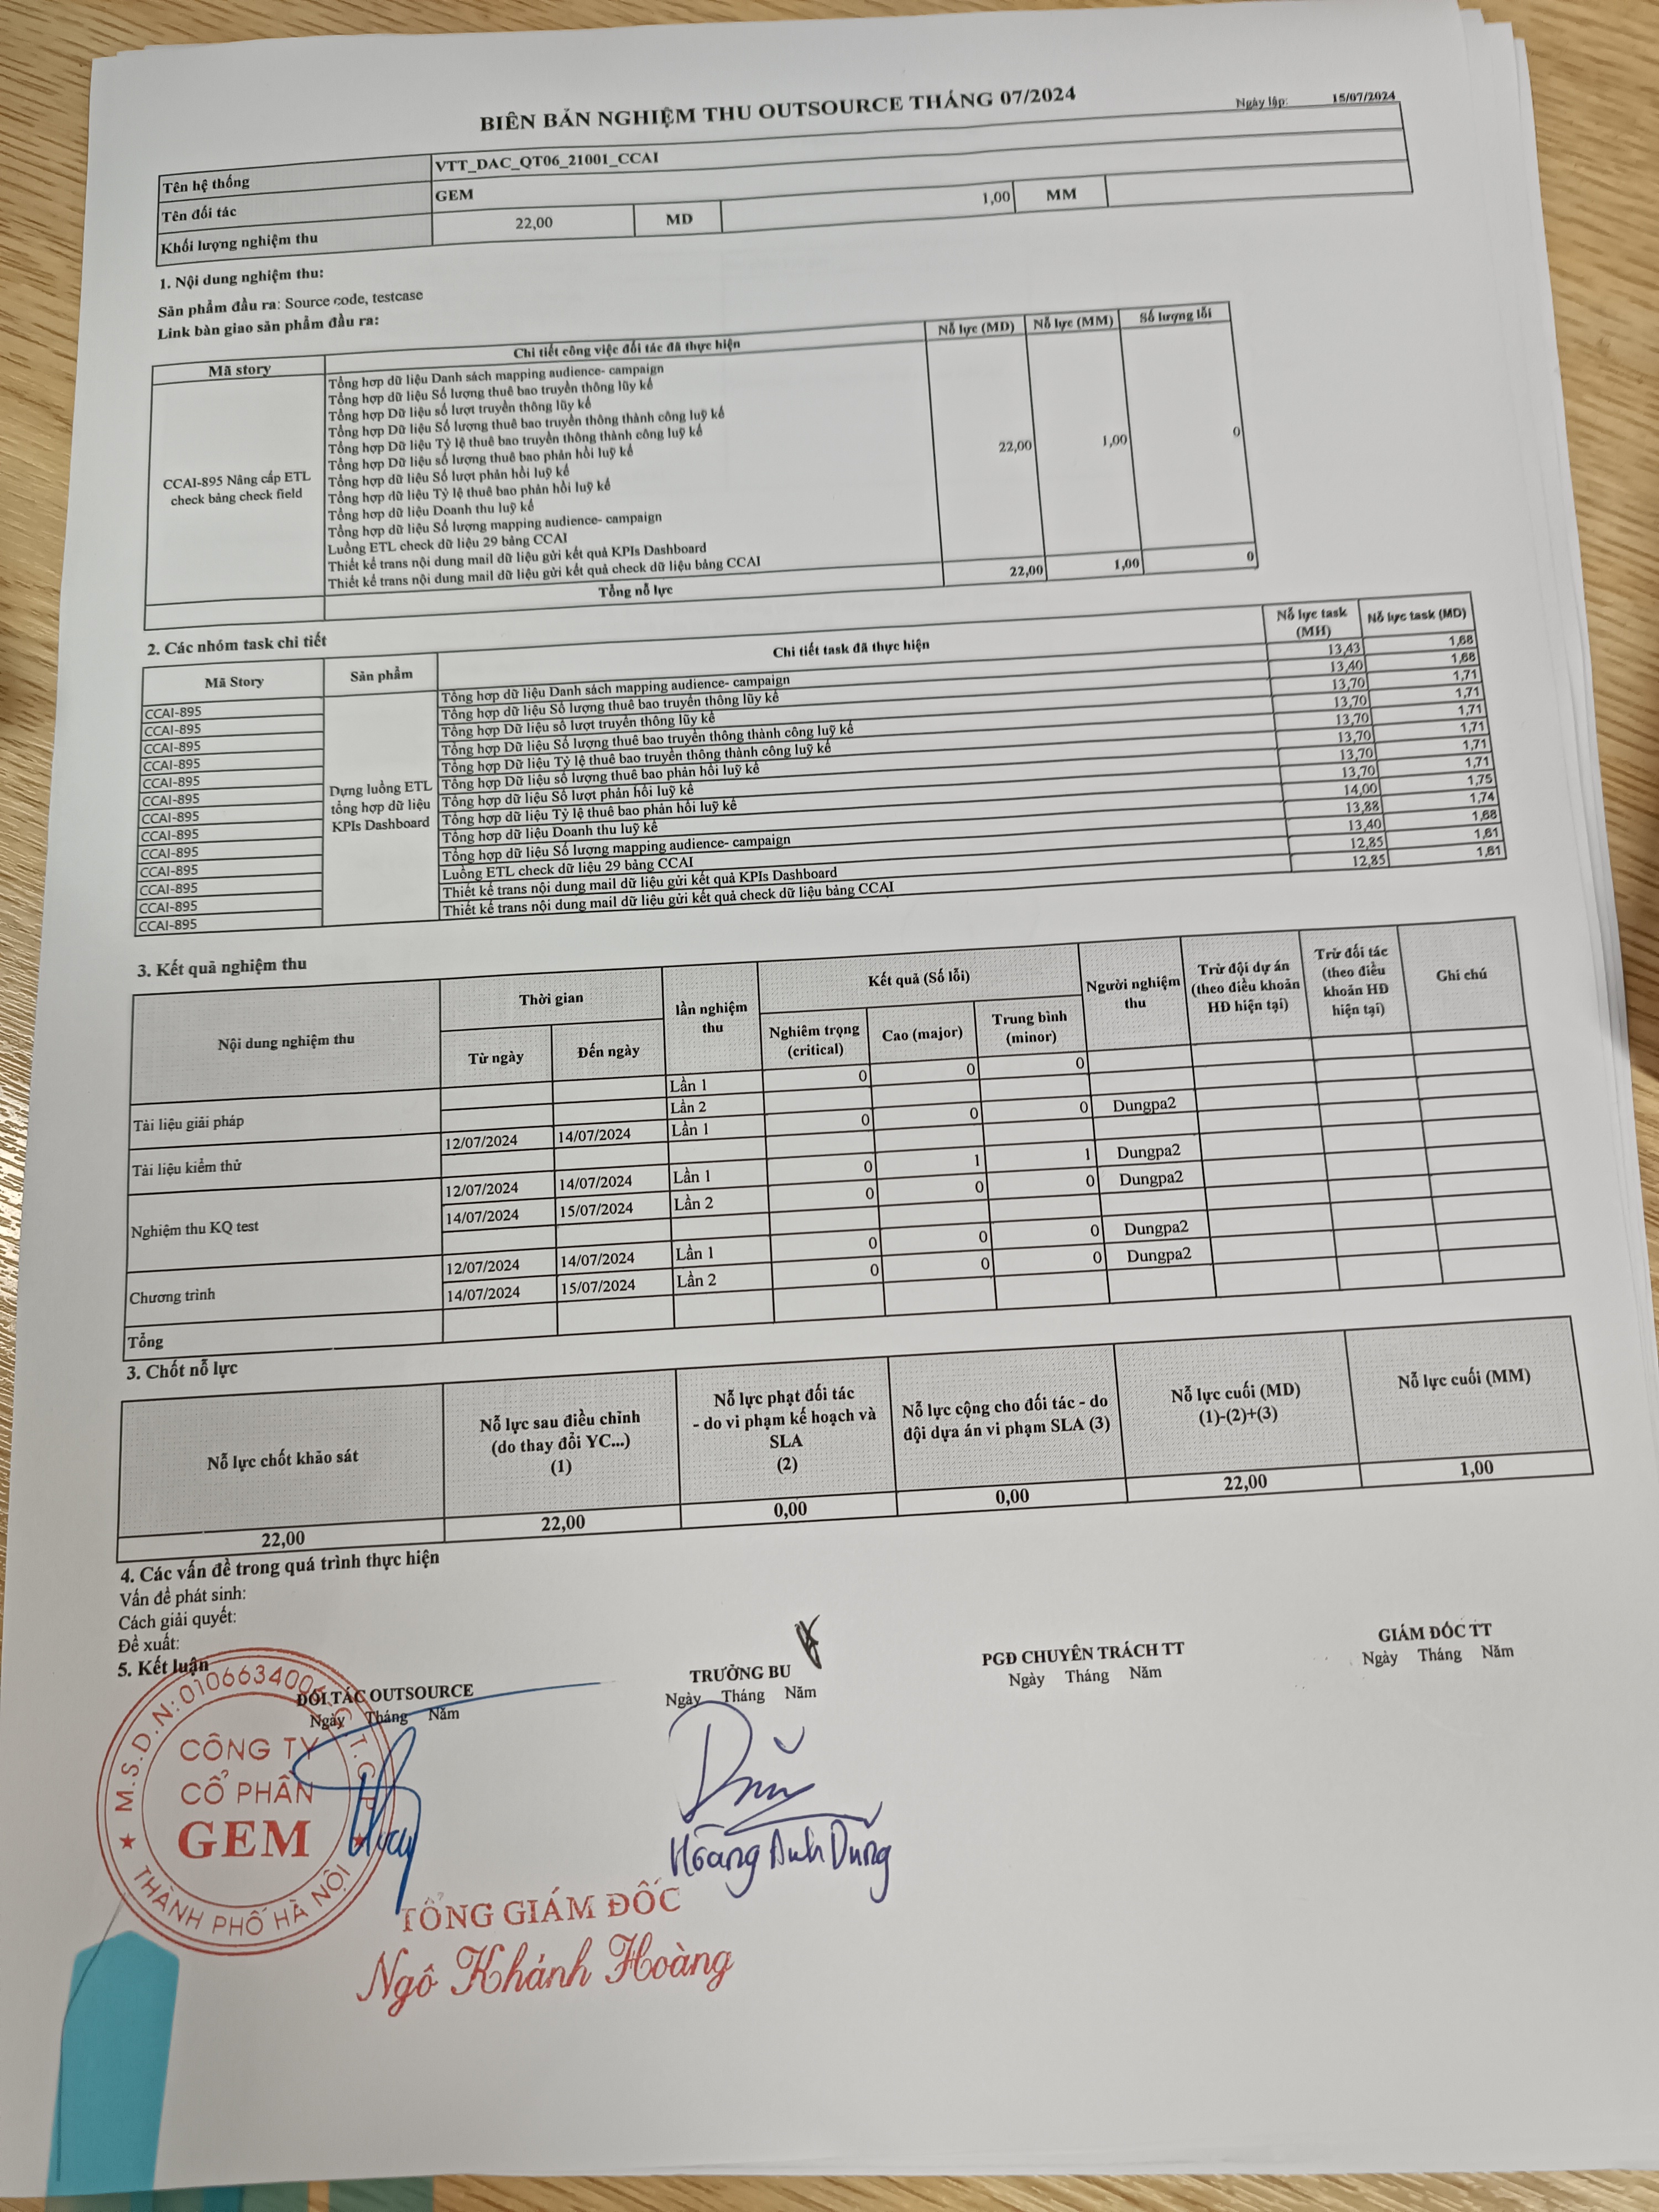 BIÊN BẢN NGHIỆM THU OUTSOURCE THÁNG 07/2024
Ngày lập: 15/07/2024
Tên hệ thống VTT_DAC_QT06_21001_CCAI
Tên đối tác GEM
Khối lượng nghiệm thu 22,00 MD 1,00 MM
1. Nội dung nghiệm thu:
Sản phẩm đầu ra: Source code, testcase
Link bàn giao sản phẩm đầu ra:
Mã story Chi tiết công việc đối tác đã thực hiện Nỗ lực (MD) Nỗ lực (MM) Số lượng lỗi
CCAI-895 Nâng cấp ETL
check bảng check field
Tổng hợp dữ liệu Danh sách mapping audience- campaign
Tổng hợp dữ liệu Số lượng thuê bao truyền thông lũy kế
Tổng hợp Dữ liệu số lượt truyền thông lũy kế
Tổng hợp Dữ liệu Số lượng thuê bao truyền thông thành công luỹ kế
Tổng hợp Dữ liệu Tỷ lệ thuê bao truyền thông thành công luỹ kế
Tổng hợp Dữ liệu số lượng thuê bao phản hồi luỹ kế
Tổng hợp dữ liệu Số lượt phản hồi luỹ kế
Tổng hợp dữ liệu Tỷ lệ thuê bao phản hồi luỹ kế
Tổng hợp dữ liệu Doanh thu luỹ kế
Tổng hợp dữ liệu Số lượng mapping audience- campaign
Luồng ETL check dữ liệu 29 bảng CCAI
Thiết kế trans nội dung mail dữ liệu gửi kết quả KPIs Dashboard
Thiết kế trans nội dung mail dữ liệu gửi kết quả check dữ liệu bảng CCAI
22,00 1,00 0
Tổng nỗ lực 22,00 1,00 0
2. Các nhóm task chi tiết
Mã Story Sản phẩm Chi tiết task đã thực hiện Nỗ lực task (MH) Nỗ lực task (MD)
Dựng luồng ETL
tổng hợp dữ liệu
KPIs Dashboard
CCAI-895 Tổng hợp dữ liệu Danh sách mapping audience- campaign 13,43 1,68
CCAI-895 Tổng hợp dữ liệu Số lượng thuê bao truyền thông lũy kế 13,40 1,68
CCAI-895 Tổng hợp Dữ liệu số lượt truyền thông lũy kế 13,70 1,71
CCAI-895 Tổng hợp Dữ liệu Số lượng thuê bao truyền thông thành công luỹ kế 13,70 1,71
CCAI-895 Tổng hợp Dữ liệu Tỷ lệ thuê bao truyền thông thành công luỹ kế 13,70 1,71
CCAI-895 Tổng hợp Dữ liệu số lượng thuê bao phản hồi luỹ kế 13,70 1,71
CCAI-895 Tổng hợp dữ liệu Số lượt phản hồi luỹ kế 13,70 1,71
CCAI-895 Tổng hợp dữ liệu Tỷ lệ thuê bao phản hồi luỹ kế 13,70 1,71
CCAI-895 Tổng hợp dữ liệu Doanh thu luỹ kế 14,00 1,75
CCAI-895 Tổng hợp dữ liệu Số lượng mapping audience- campaign 13,88 1,74
CCAI-895 Luồng ETL check dữ liệu 29 bảng CCAI 13,40 1,68
CCAI-895 Thiết kế trans nội dung mail dữ liệu gửi kết quả KPIs Dashboard 12,85 1,61
CCAI-895 Thiết kế trans nội dung mail dữ liệu gửi kết quả check dữ liệu bảng CCAI 12,85 1,61
3. Kết quả nghiệm thu
Nội dung nghiệm thu Thời gian lần nghiệm thu Kết quả (Số lỗi) Người nghiệm thu Trừ đội dự án (theo điều khoản HĐ hiện tại) Trừ đối tác (theo điều khoản HĐ hiện tại) Ghi chú
Từ ngày Đến ngày Nghiêm trọng (critical) Cao (major) Trung bình (minor)
Tài liệu giải pháp Lần 1 0 0 0
Lần 2
Tài liệu kiểm thử 12/07/2024 14/07/2024 Lần 1 0 0 0 Dungpa2
Nghiệm thu KQ test 12/07/2024 14/07/2024 Lần 1 0 1 1 Dungpa2
14/07/2024 15/07/2024 Lần 2 0 0 0 Dungpa2
Chương trình 12/07/2024 14/07/2024 Lần 1 0 0 0 Dungpa2
14/07/2024 15/07/2024 Lần 2 0 0 0 Dungpa2
Tổng
3. Chốt nỗ lực
Nỗ lực chốt khảo sát Nỗ lực sau điều chỉnh (do thay đổi YC...) (1) Nỗ lực phạt đối tác - do vi phạm kế hoạch và SLA (2) Nỗ lực cộng cho đối tác - do đội dựa án vi phạm SLA (3) Nỗ lực cuối (MD) (1)-(2)+(3) Nỗ lực cuối (MM)
22,00 22,00 0,00 0,00 22,00 1,00
4. Các vấn đề trong quá trình thực hiện
Vấn đề phát sinh:
Cách giải quyết:
Đề xuất:
5. Kết luận
ĐỐI TÁC OUTSOURCE TRƯỞNG BU PGĐ CHUYÊN TRÁCH TT GIÁM ĐỐC TT
Ngày Tháng Năm Ngày Tháng Năm Ngày Tháng Năm Ngày Tháng Năm
CÔNG TY
CỔ PHẦN
GEM
THÀNH PHỐ HÀ NỘI
Hoàng Anh Dũng
TỔNG GIÁM ĐỐC
Ngô Khánh Hoàng